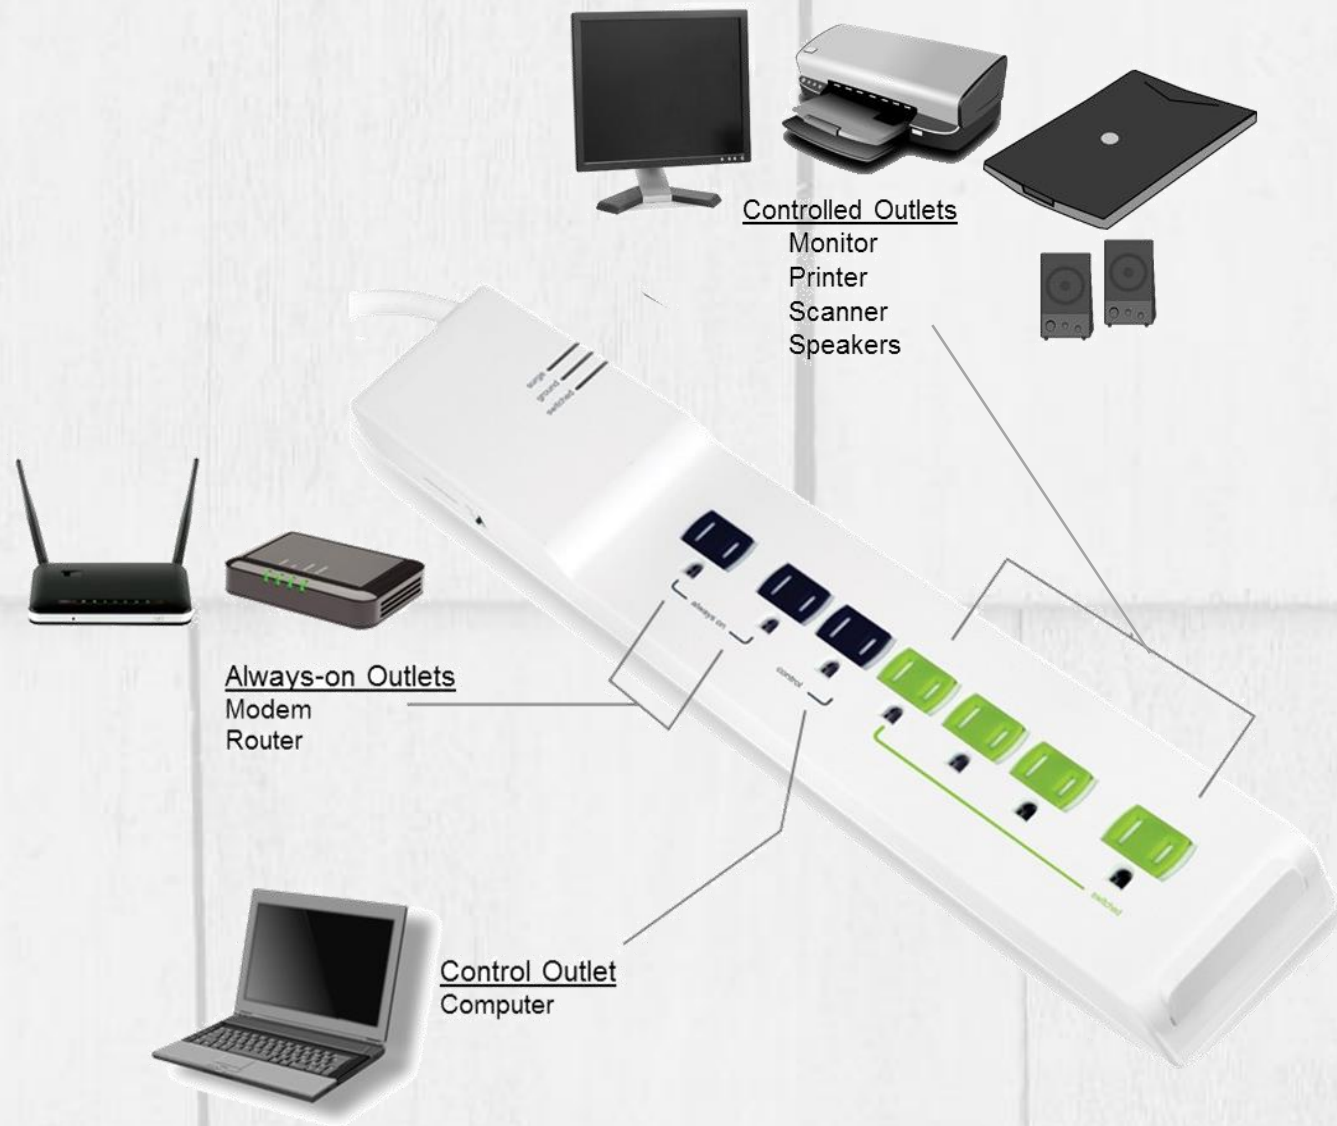 Controlled Outlets
Monitor
Printer
Scanner
Speakers
surge
ground
switched
always on
control
switched
Always-on Outlets
Modem
Router
Control Outlet
Computer